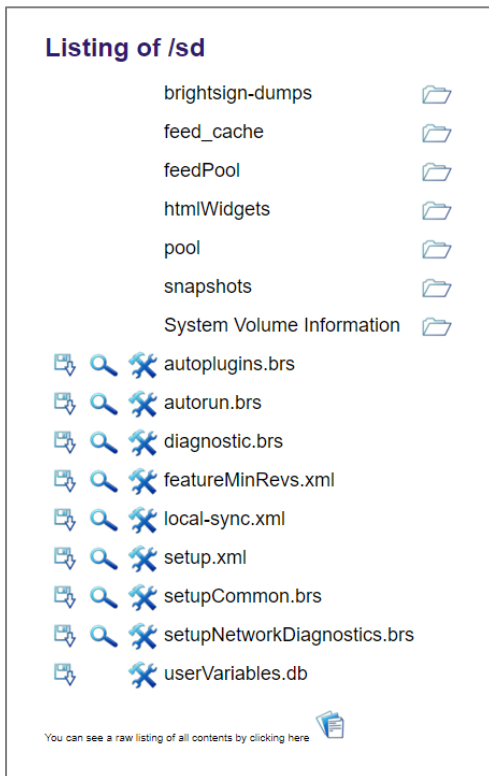 Listing of /sd
brightsign-dumps
feed_cache
feedPool
htmlWidgets
pool
snapshots
System Volume Information
autoplugins.brs
autorun.brs
diagnostic.brs
featureMinRevs.xml
local-sync.xml
setup.xml
setupCommon.brs
setupNetworkDiagnostics.brs
userVariables.db
You can see a raw listing of all contents by clicking here